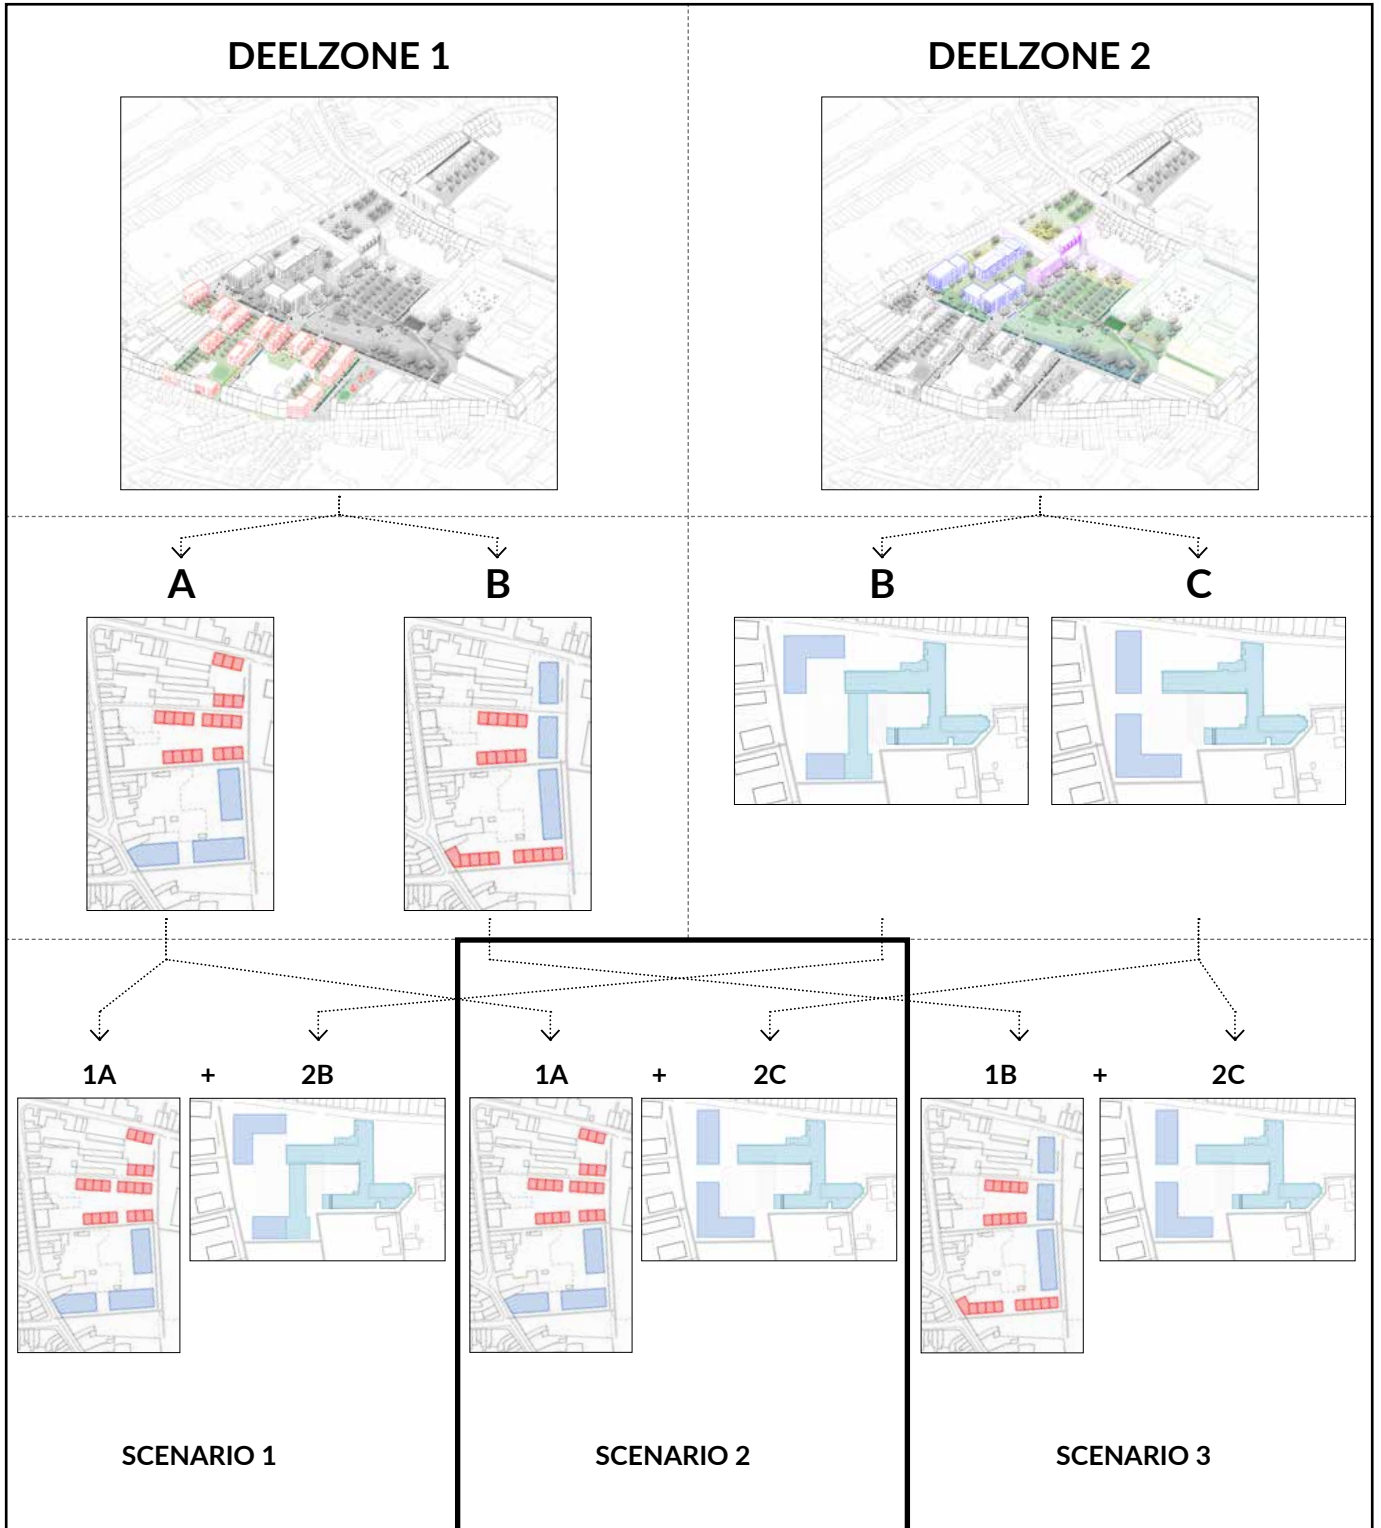 DEELZONE 1
DEELZONE 2
A
B
B
C
1A + 2B
1A + 2C
1B + 2C
SCENARIO 1
SCENARIO 2
SCENARIO 3